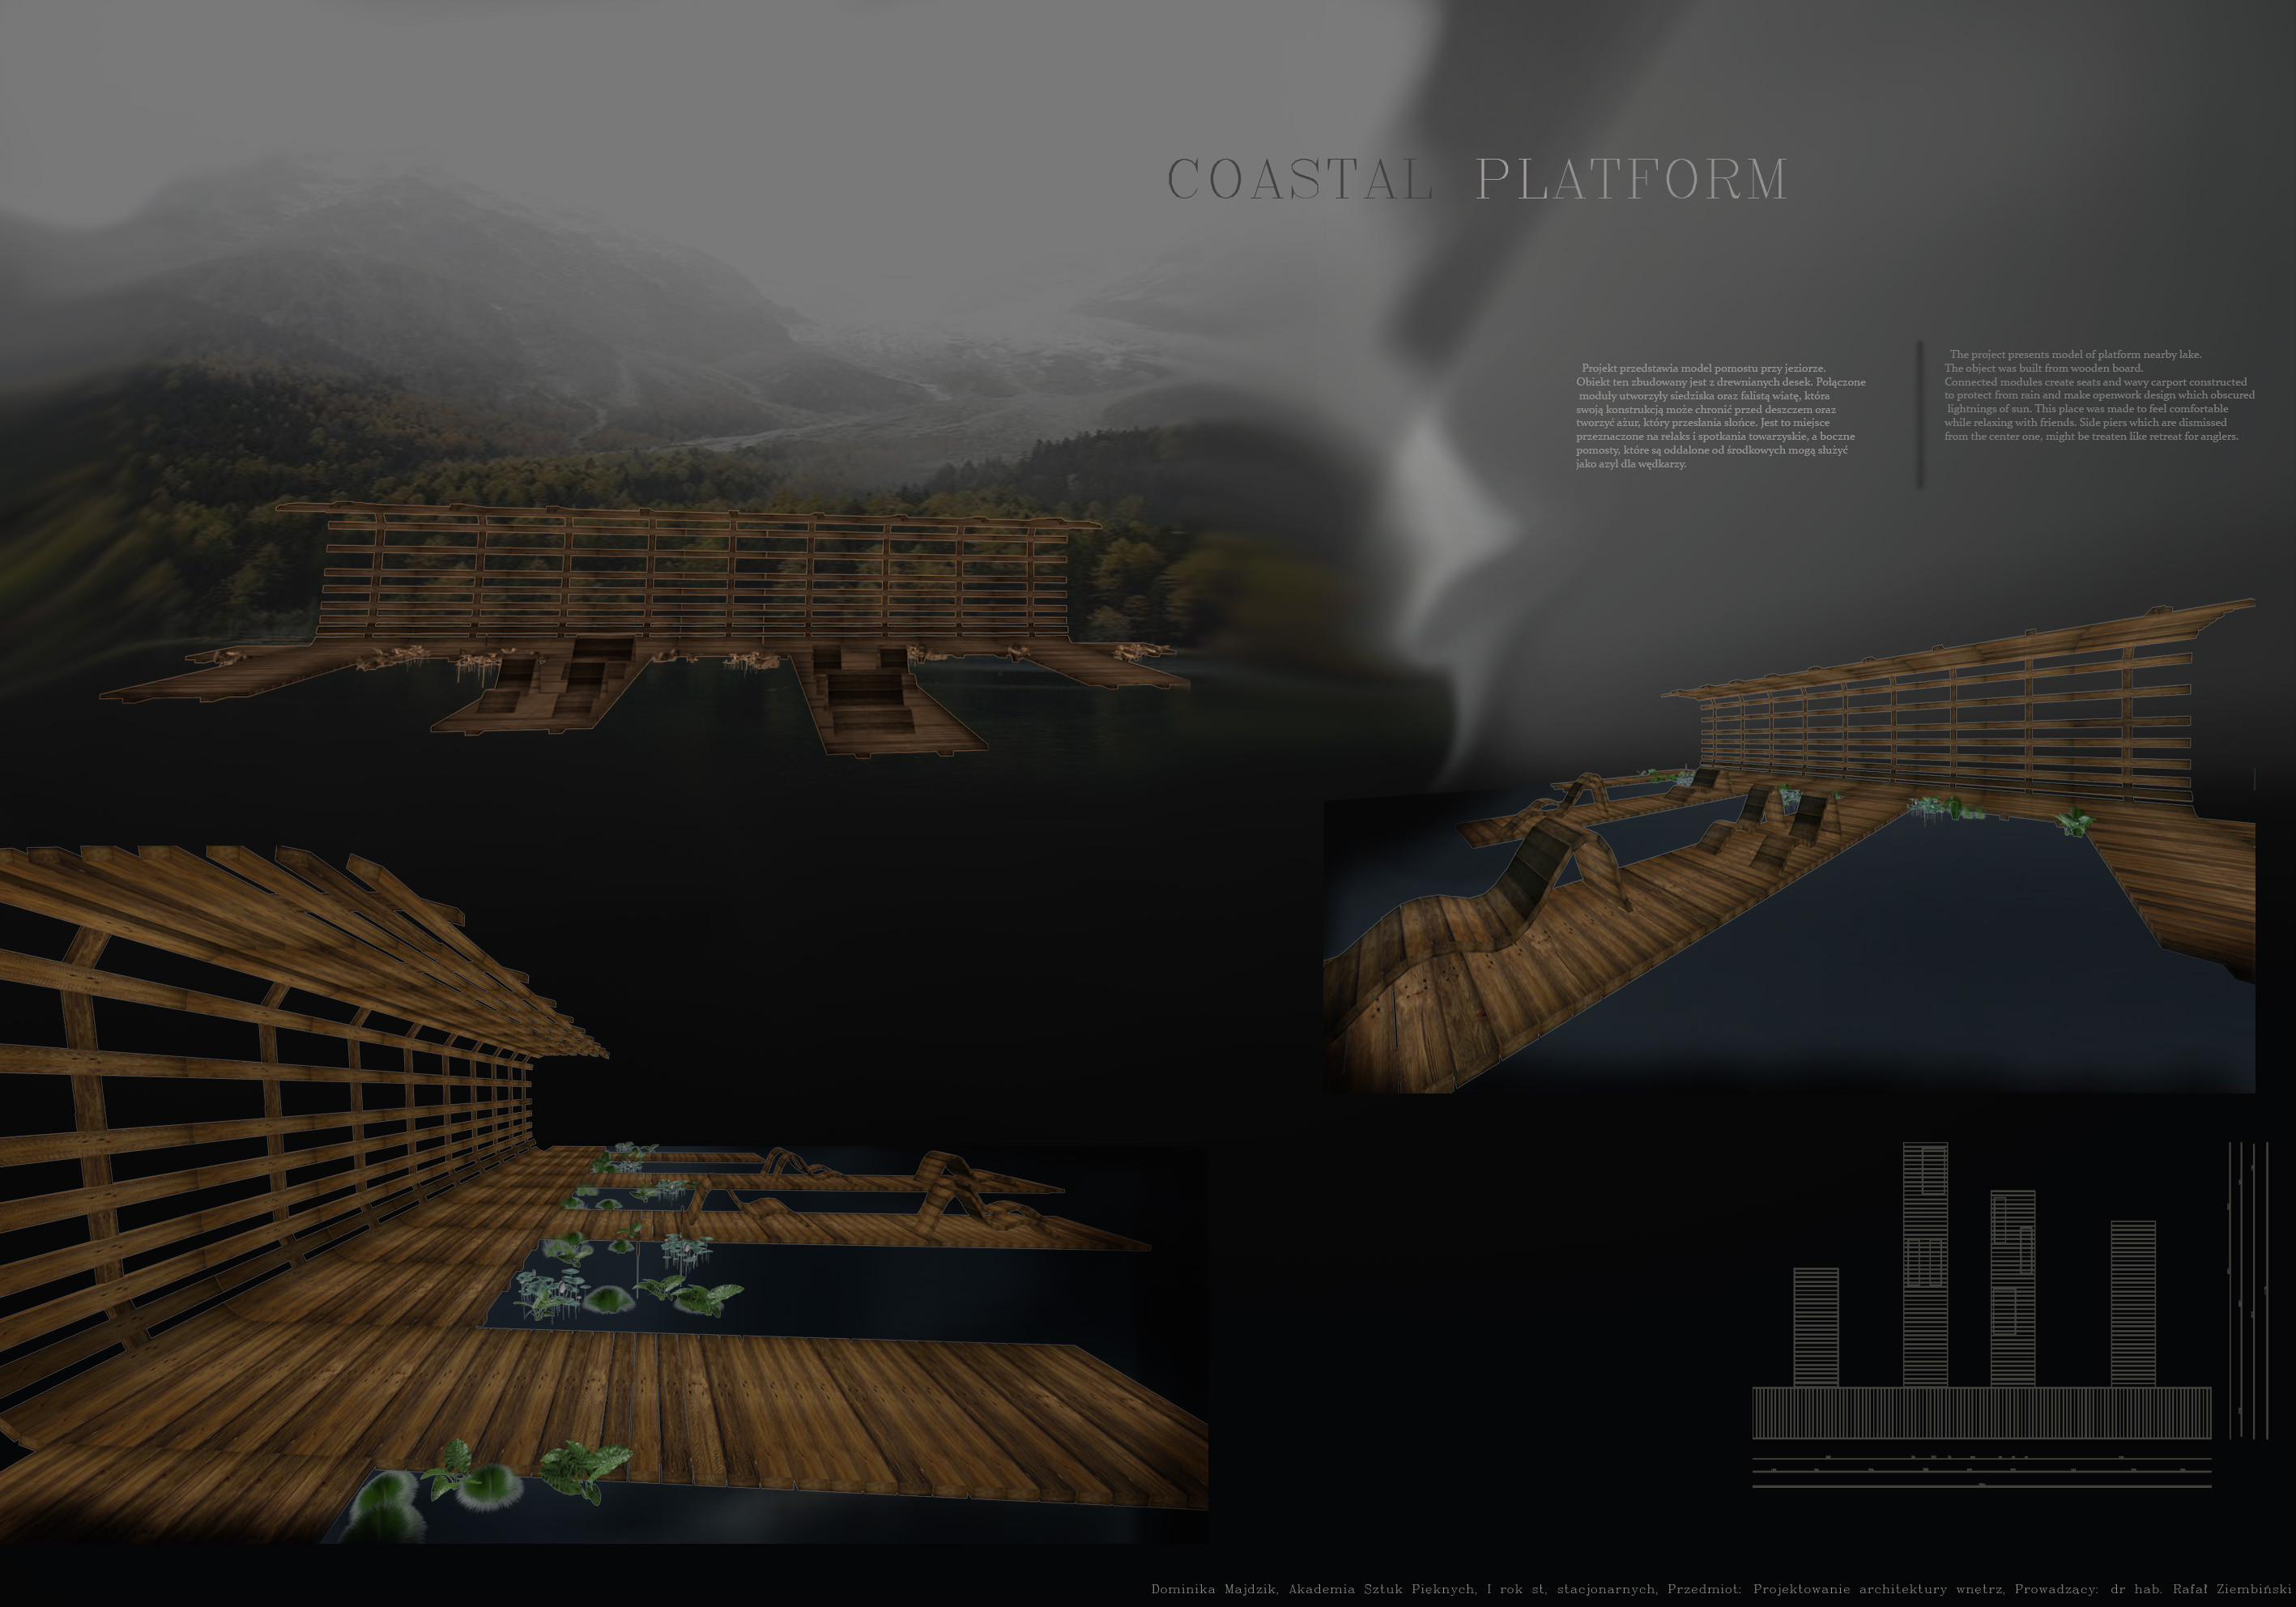 COASTAL PLATFORM
Projekt przedstawia model pomostu przy jeziorze.
Obiekt ten zbudowany jest z drewnianych desek. Połączone
moduły utworzyły siedziska oraz falistą wiatę, która
swoją konstrukcją może chronić przed deszczem oraz
tworzyć ażur, który przesłania słońce. Jest to miejsce
przeznaczone na relaks i spotkania towarzyskie, a boczne
pomosty, które są oddalone od środkowych mogą służyć
jako azyl dla wędkarzy.
The project presents model of platform nearby lake.
The object was built from wooden board.
Connected modules create seats and wavy carport constructed
to protect from rain and make openwork design which obscured
lightnings of sun. This place was made to feel comfortable
while relaxing with friends. Side piers which are dismissed
from the center one, might be treaten like retreat for anglers.
Dominika Majdzik, Akademia Sztuk Pięknych, I rok st, stacjonarnych, Przedmiot: Projektowanie architektury wnętrz, Prowadzący: dr hab. Rafał Ziembiński